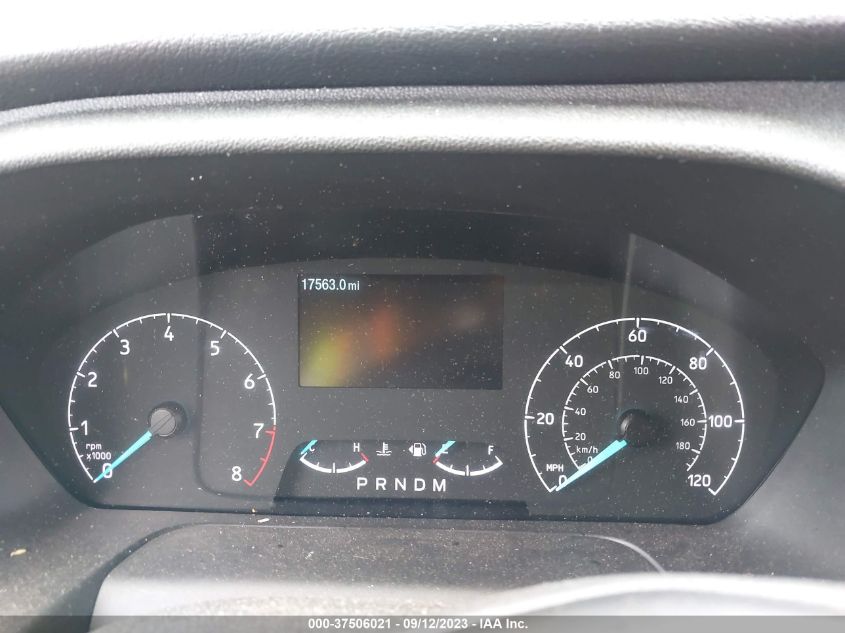 17563.0 mi
0 1 2 3 4 5 6 7 8
rpm
x1000
C H
F
P R N D M
0 20 40 60 80 100 120
MPH
0 20 40 60 80 100 120 140 160 180
km/h
000-37506021 - 09/12/2023 - IAA Inc.